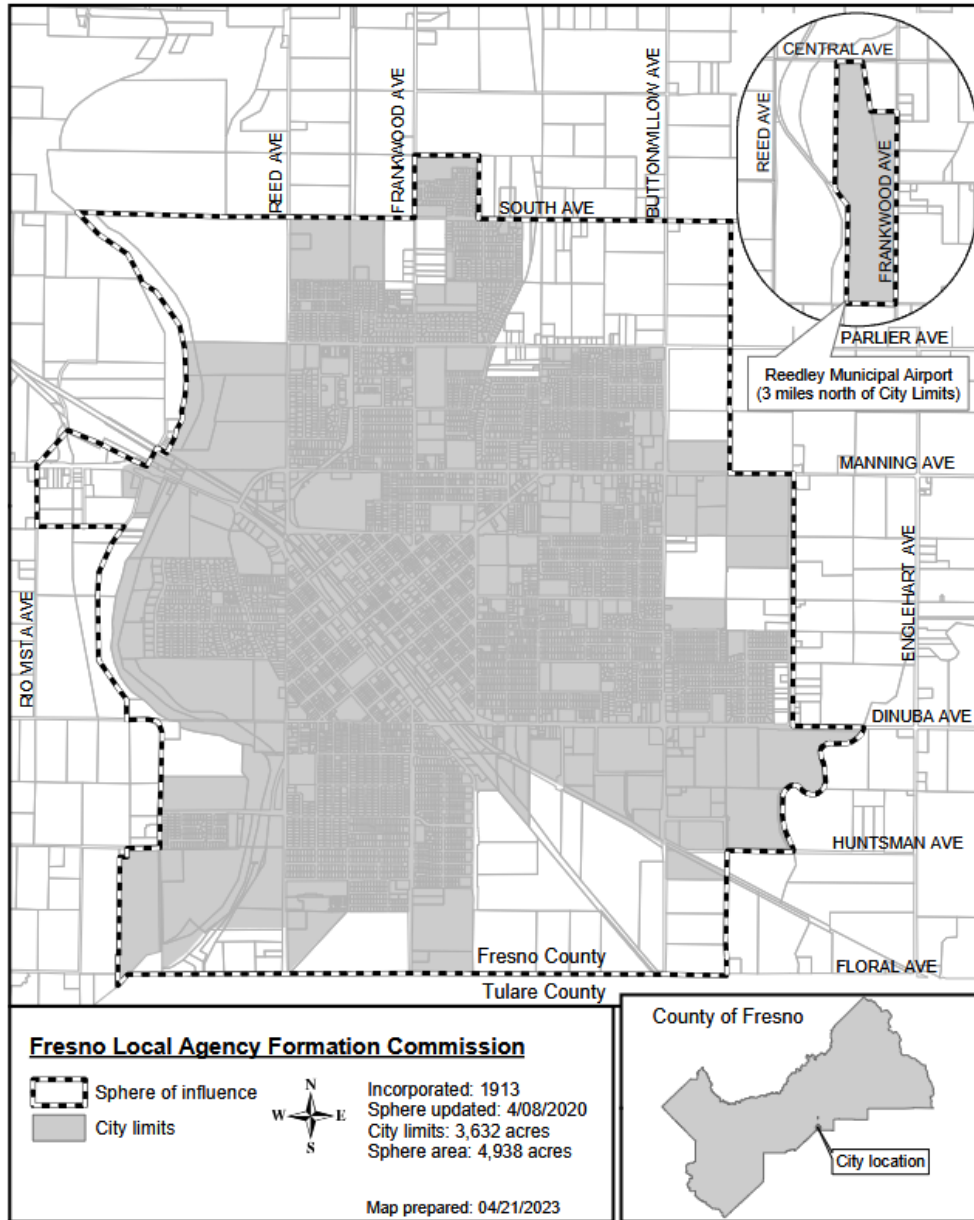 CENTRAL AVE
REED AVE
FRANKWOOD AVE
BUTTONWILLOW AVE
REED AVE
FRANKWOOD AVE
SOUTH AVE
PARLIER AVE
Reedley Municipal Airport
(3 miles north of City Limits)
MANNING AVE
ENGLEHART AVE
RIO VISTA AVE
DINUBA AVE
HUNTSMAN AVE
Fresno County
FLORAL AVE
Tulare County
Fresno Local Agency Formation Commission
Sphere of influence
City limits
N
W
E
S
Incorporated: 1913
Sphere updated: 4/08/2020
City limits: 3,632 acres
Sphere area: 4,938 acres
Map prepared: 04/21/2023
County of Fresno
City location